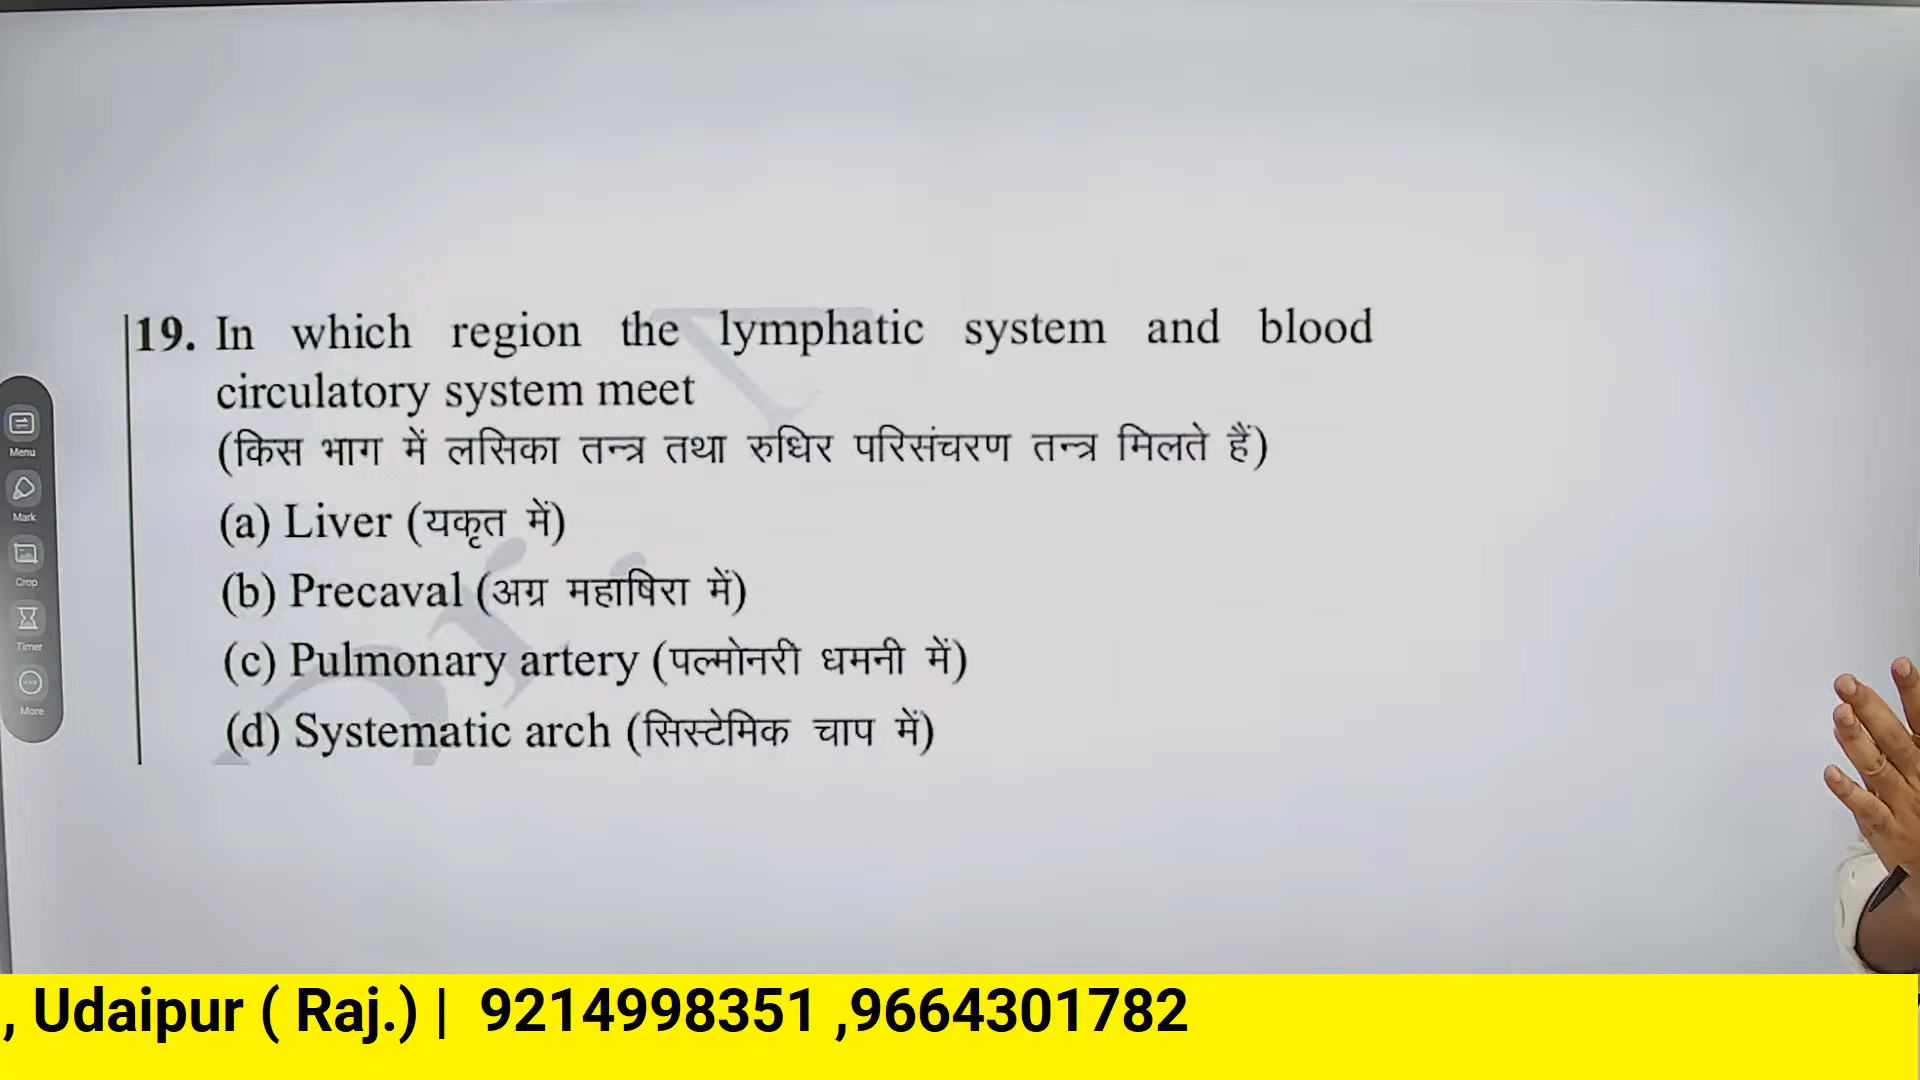 19. In which region the lymphatic system and blood
circulatory system meet
(किस भाग में लसिका तन्त्र तथा रुधिर परिसंचरण तन्त्र मिलते हैं)
(a) Liver (यकृत में)
(b) Precaval (अग्र महाषिरा में)
(c) Pulmonary artery (पल्मोनरी धमनी में)
(d) Systematic arch (सिस्टेमिक चाप में)
Menu
Mark
Crop
Timer
More
, Udaipur ( Raj.) | 9214998351 ,9664301782